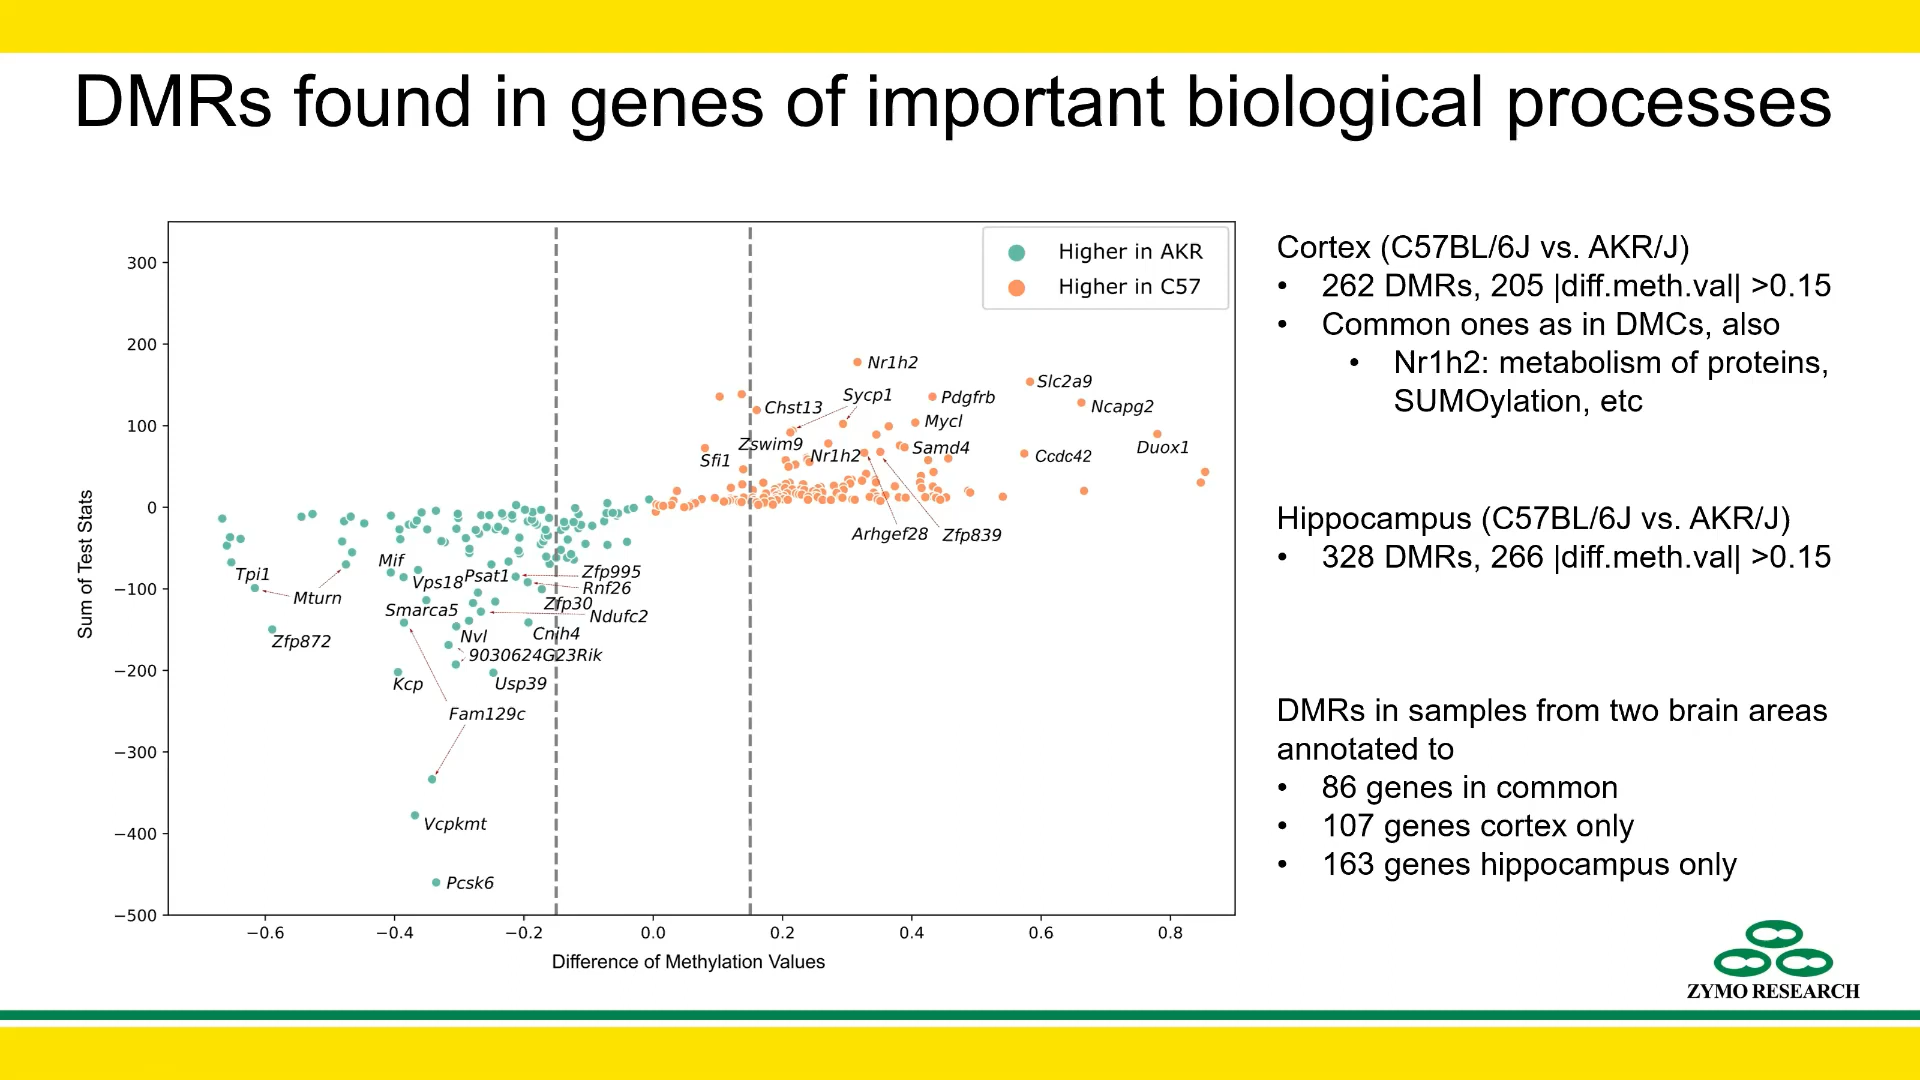 DMRs found in genes of important biological processes
Higher in AKR
Higher in C57
300
200
100
0
−100
−200
−300
−400
−500
Sum of Test Stats
−0.6
−0.4
−0.2
0.0
0.2
0.4
0.6
0.8
Difference of Methylation Values
Nr1h2
Slc2a9
Sycp1
Pdgfrb
Chst13
Ncapg2
Mycl
Zswim9
Samd4
Duox1
Sfi1
Nr1h2
Ccdc42
Arhgef28
Zfp839
Mif
Tpi1
Vps18
Psat1
Zfp995
Rnf26
Mturn
Smarca5
Zfp30
Ndufc2
Zfp872
Nvl
Cnih4
9030624G23Rik
Kcp
Usp39
Fam129c
Vcpkmt
Pcsk6
Cortex (C57BL/6J vs. AKR/J)
• 262 DMRs, 205 |diff.meth.val| >0.15
• Common ones as in DMCs, also
• Nr1h2: metabolism of proteins,
SUMOylation, etc
Hippocampus (C57BL/6J vs. AKR/J)
• 328 DMRs, 266 |diff.meth.val| >0.15
DMRs in samples from two brain areas
annotated to
• 86 genes in common
• 107 genes cortex only
• 163 genes hippocampus only
ZYMO RESEARCH